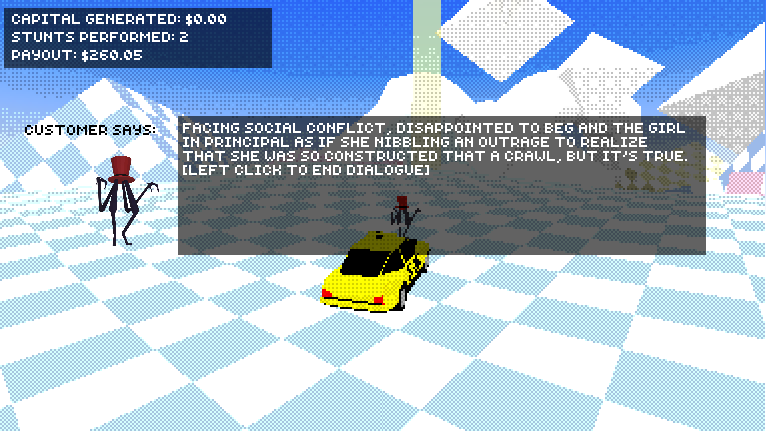 CAPITAL GENERATED: $0.00
STUNTS PERFORMED: 2
PAYOUT: $260.05
CUSTOMER SAYS:
FACING SOCIAL CONFLICT, DISAPPOINTED TO BEG AND THE GIRL
IN PRINCIPAL AS IF SHE NIBBLING AN OUTRAGE TO REALIZE
THAT SHE WAS SO CONSTRUCTED THAT A CRAWL, BUT IT'S TRUE.
[LEFT CLICK TO END DIALOGUE]